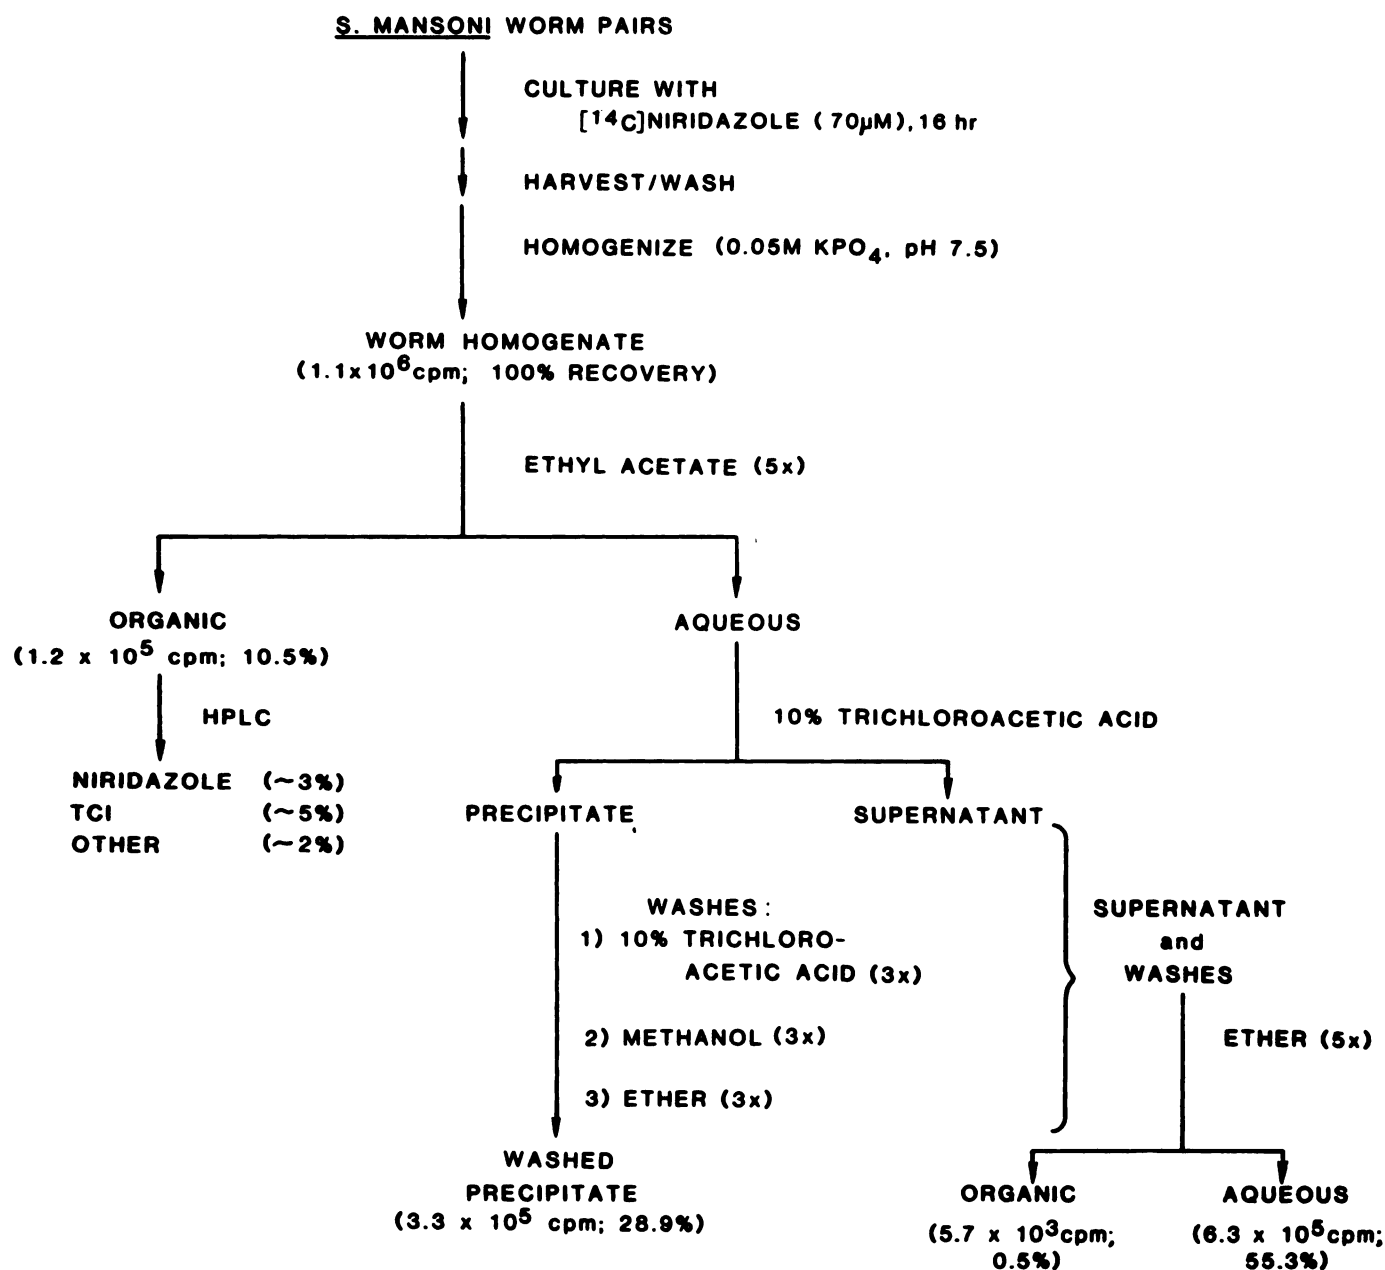 S. MANSONI WORM PAIRS
CULTURE WITH
[14C]NIRIDAZOLE (70µM), 16 hr
HARVEST/WASH
HOMOGENIZE (0.05M KPO4, pH 7.5)
WORM HOMOGENATE
(1.1x10^6cpm; 100% RECOVERY)
ETHYL ACETATE (5x)
ORGANIC
(1.2 x 10^5 cpm; 10.5%)
AQUEOUS
HPLC
10% TRICHLOROACETIC ACID
NIRIDAZOLE (~3%)
TCI (~5%)
OTHER (~2%)
PRECIPITATE
SUPERNATANT
WASHES:
1) 10% TRICHLORO-
ACETIC ACID (3x)
2) METHANOL (3x)
3) ETHER (3x)
SUPERNATANT
and
WASHES
ETHER (5x)
WASHED
PRECIPITATE
(3.3 x 10^5 cpm; 28.9%)
ORGANIC
(5.7 x 10^3cpm;
0.5%)
AQUEOUS
(6.3 x 10^5cpm;
55.3%)